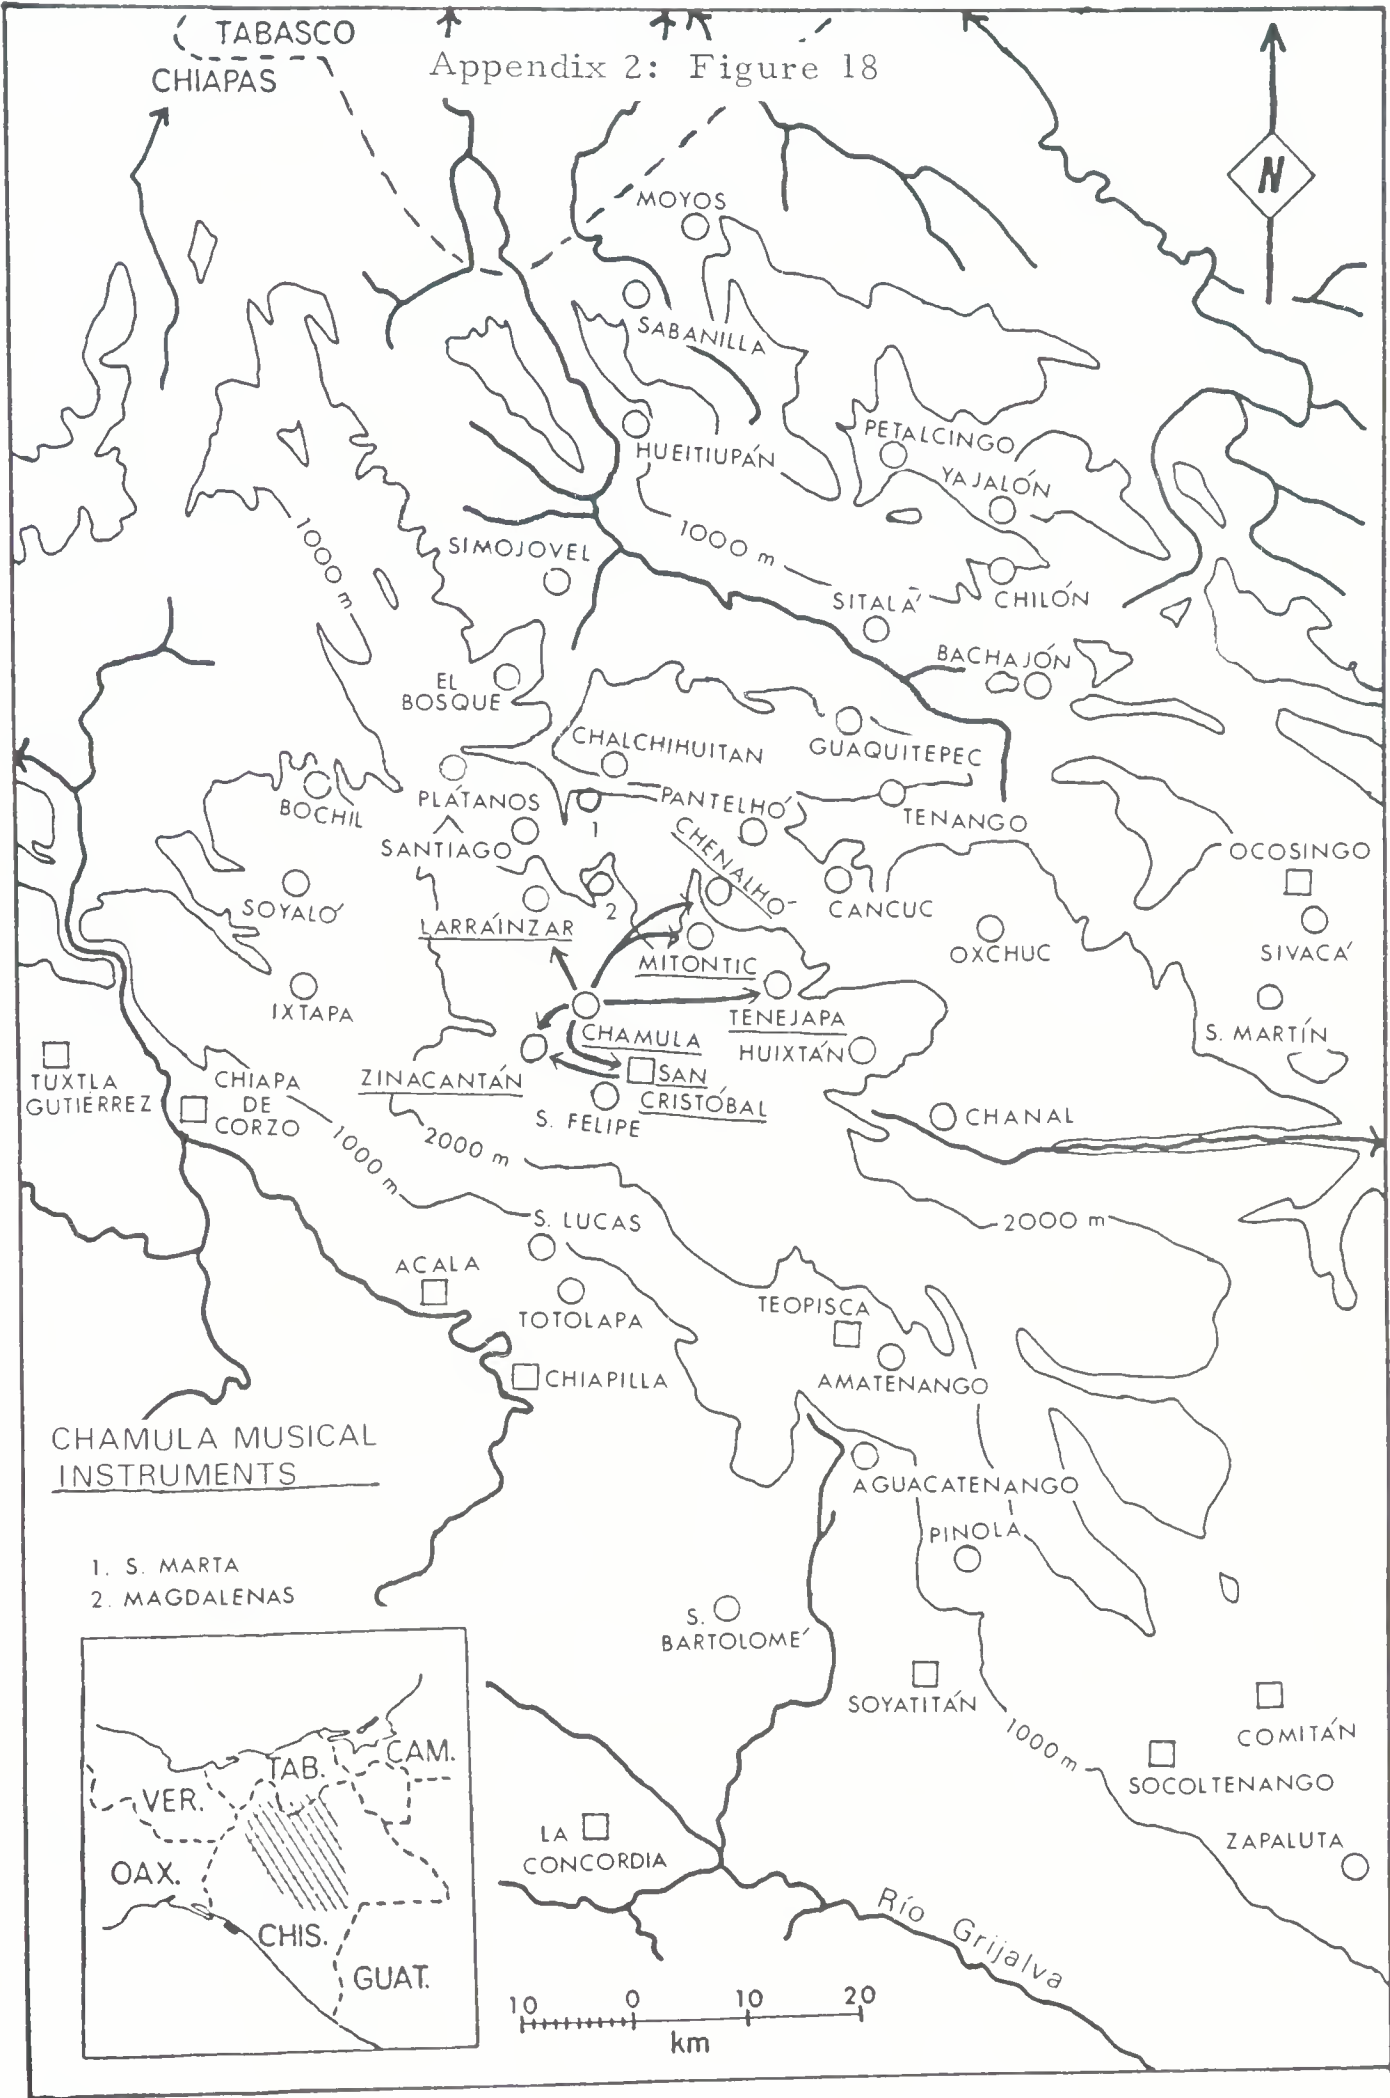 TABASCO
CHIAPAS
Appendix 2: Figure 18
N
MOYOS
SABANILLA
HUEITIUPÁN
PETALCINGO
YAJALÓN
1000 m
1000 m
SIMOJOVEL
SITALÁ
CHILÓN
BACHAJÓN
EL
BOSQUE
CHALCHIHUITAN
GUAQUITEPEC
BOCHIL
PLÁTANOS
1
PANTELHÓ
TENANGO
SANTIAGO
CHENALHÓ
OCOSINGO
SOYALÓ
2
CANCUC
LARRAÍNZAR
OXCHUC
SIVACÁ
MITONTIC
IXTAPA
TENEJAPA
CHAMULA
HUIXTÁN
S. MARTÍN
TUXTLA
GUTIÉRREZ
CHIAPA
DE
CORZO
ZINACANTÁN
SAN
CRISTÓBAL
S. FELIPE
CHANAL
1000 m
2000 m
2000 m
S. LUCAS
ACALA
TOTOLAPA
TEOPISCA
CHIAPILLA
AMATENANGO
CHAMULA MUSICAL
INSTRUMENTS
AGUACATENANGO
PINOLA
1. S. MARTA
2. MAGDALENAS
S.
BARTOLOMÉ
SOYATITÁN
COMITÁN
1000 m
SOCOLTENANGO
ZAPALUTA
LA
CONCORDIA
Río Grijalva
CAM.
TAB.
VER.
OAX.
CHIS.
GUAT.
10 0 10 20
km